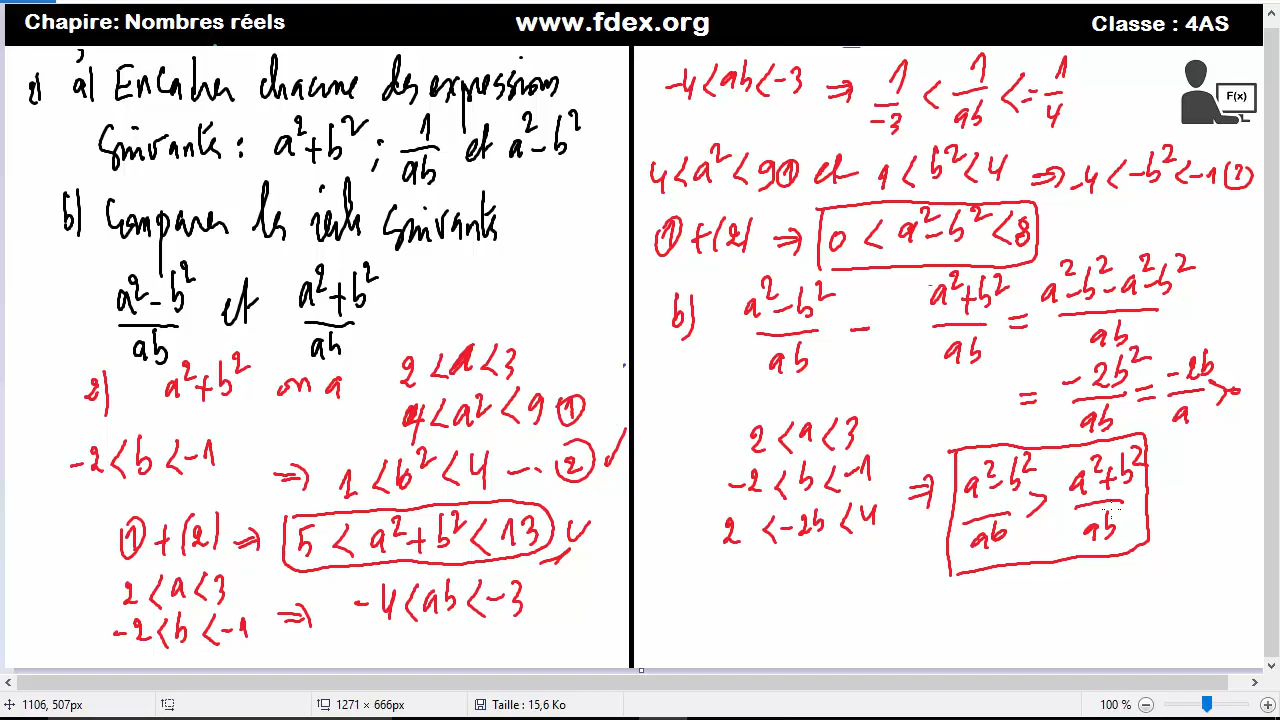 Chapire: Nombres réels
www.fdex.org
Classe : 4AS
a) Encadrer chacune des expressions
suivantes : a²+b² ; 1/ab et a²-b²
b) Comparer les réels suivants
(a²-b²)/ab et (a²+b²)/ab
2) a²+b² on a 2<a<3
4<a²<9 ①
-2<b<-1 ⇒ 1<b²<4 ... ②
①+(2) ⇒ 5<a²+b²<13
2<a<3
-2<b<-1 ⇒ -4<ab<-3
-4<ab<-3 ⇒ 1/-3 < 1/ab < =-1/4
4<a²<9① et 1<b²<4 ⇒ -4<-b²<-1(2)
①+(2) ⇒ 0<a²-b²<8
b) (a²-b²)/ab - (a²+b²)/ab = (a²-b²-a²-b²)/ab
= -2b²/ab = -2b/a >0
2<a<3
-2<b<-1 ⇒ (a²-b²)/ab > (a²+b²)/ab
2<-2b<4
F(x)
1106, 507px
1271 × 666px
Taille : 15,6 Ko
100 %